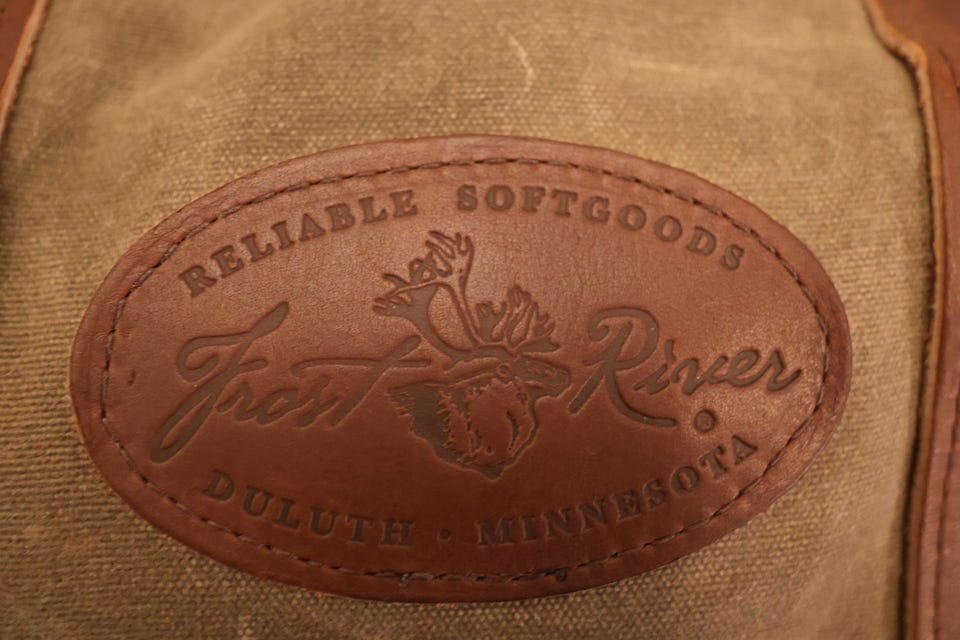 RELIABLE SOFTGOODS
Frost River®
DULUTH • MINNESOTA